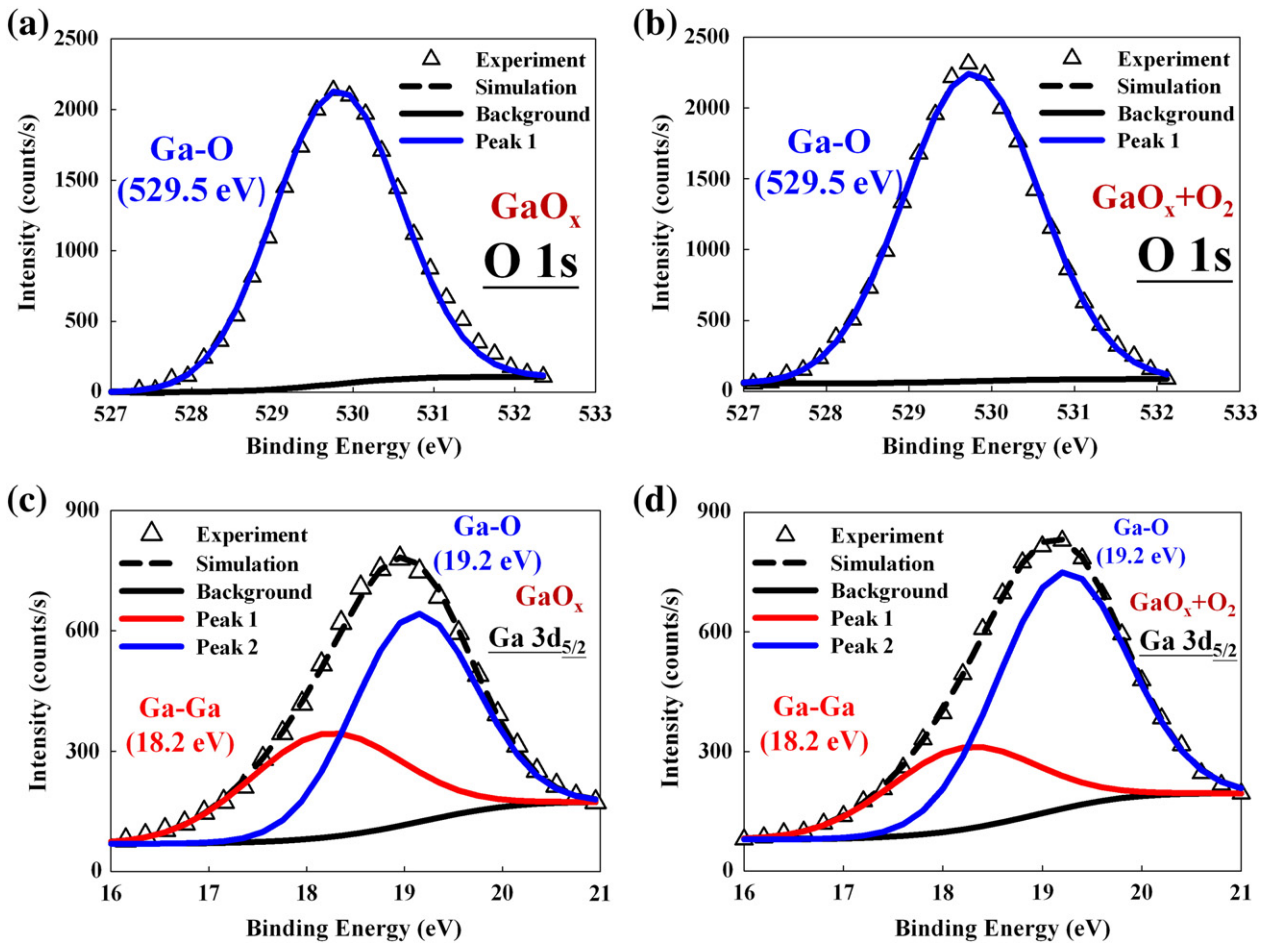 (a)
2500
2000
1500
1000
500
0
Intensity (counts/s)
Experiment
Simulation
Background
Peak 1
Ga-O
(529.5 eV)
GaOx
O 1s
527 528 529 530 531 532 533
Binding Energy (eV)
(b)
2500
2000
1500
1000
500
0
Intensity (counts/s)
Experiment
Simulation
Background
Peak 1
Ga-O
(529.5 eV)
GaOx+O2
O 1s
527 528 529 530 531 532 533
Binding Energy (eV)
(c)
900
600
300
0
Intensity (counts/s)
Experiment
Simulation
Background
Peak 1
Peak 2
Ga-O
(19.2 eV)
GaOx
Ga 3d5/2
Ga-Ga
(18.2 eV)
16 17 18 19 20 21
Binding Energy (eV)
(d)
900
600
300
0
Intensity (counts/s)
Experiment
Simulation
Background
Peak 1
Peak 2
Ga-O
(19.2 eV)
GaOx+O2
Ga 3d5/2
Ga-Ga
(18.2 eV)
16 17 18 19 20 21
Binding Energy (eV)